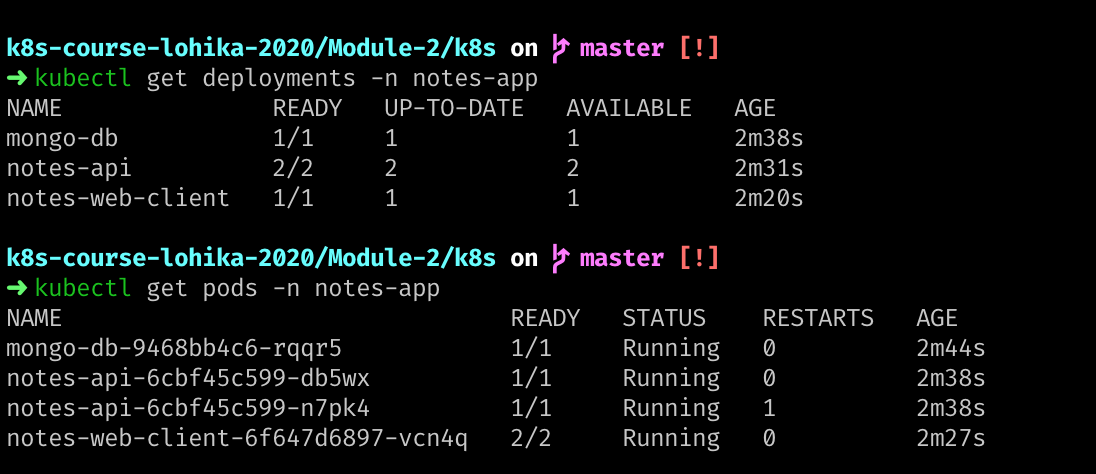 k8s-course-lohika-2020/Module-2/k8s on master [!]
➜ kubectl get deployments -n notes-app
NAME READY UP-TO-DATE AVAILABLE AGE
mongo-db 1/1 1 1 2m38s
notes-api 2/2 2 2 2m31s
notes-web-client 1/1 1 1 2m20s
k8s-course-lohika-2020/Module-2/k8s on master [!]
➜ kubectl get pods -n notes-app
NAME READY STATUS RESTARTS AGE
mongo-db-9468bb4c6-rqqr5 1/1 Running 0 2m44s
notes-api-6cbf45c599-db5wx 1/1 Running 0 2m38s
notes-api-6cbf45c599-n7pk4 1/1 Running 1 2m38s
notes-web-client-6f647d6897-vcn4q 2/2 Running 0 2m27s